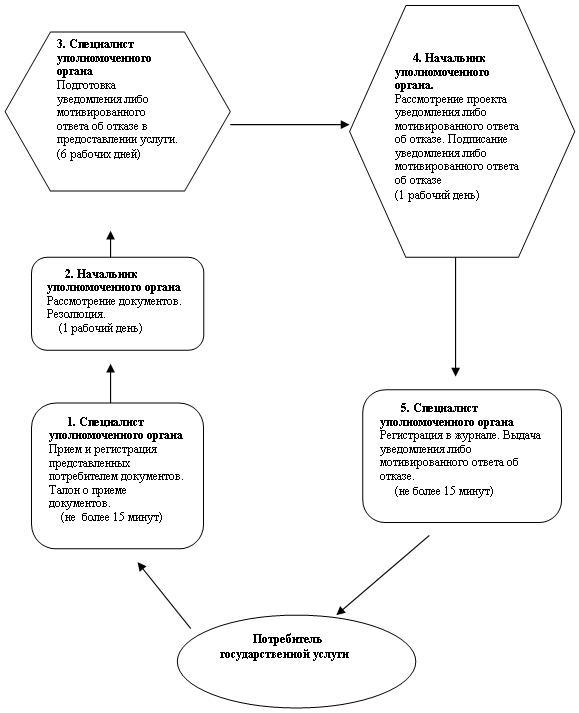 3. Специалист
уполномоченного
органа
Подготовка
уведомления либо
мотивированного
ответа об отказе в
предоставлении услуги.
(6 рабочих дней)
4. Начальник
уполномоченного
органа.
Рассмотрение проекта
уведомления либо
мотивированного ответа
об отказе. Подписание
уведомления либо
мотивированного ответа
об отказе
(1 рабочий день)
2. Начальник
уполномоченного органа
Рассмотрение документов.
Резолюция.
(1 рабочий день)
1. Специалист
уполномоченного органа
Прием и регистрация
представленных
потребителем документов.
Талон о приеме
документов.
(не более 15 минут)
5. Специалист
уполномоченного органа
Регистрация в журнале. Выдача
уведомления либо
мотивированного ответа об
отказе.
(не более 15 минут)
Потребитель
государственной услуги